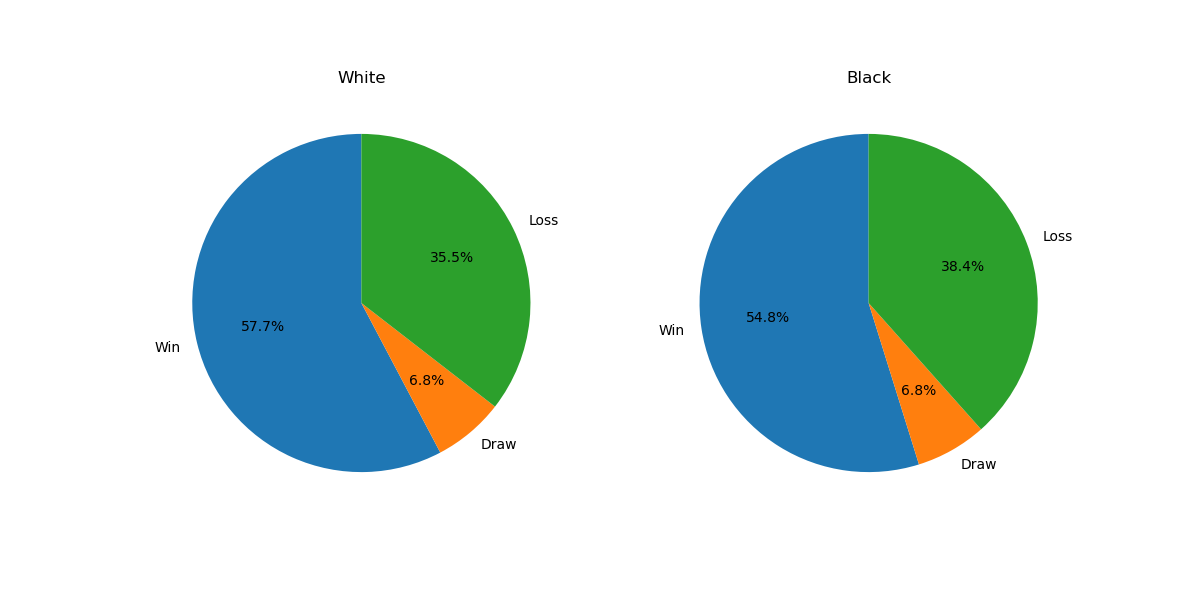 White
Loss
35.5%
57.7%
Win
6.8%
Draw
Black
Loss
38.4%
54.8%
Win
6.8%
Draw